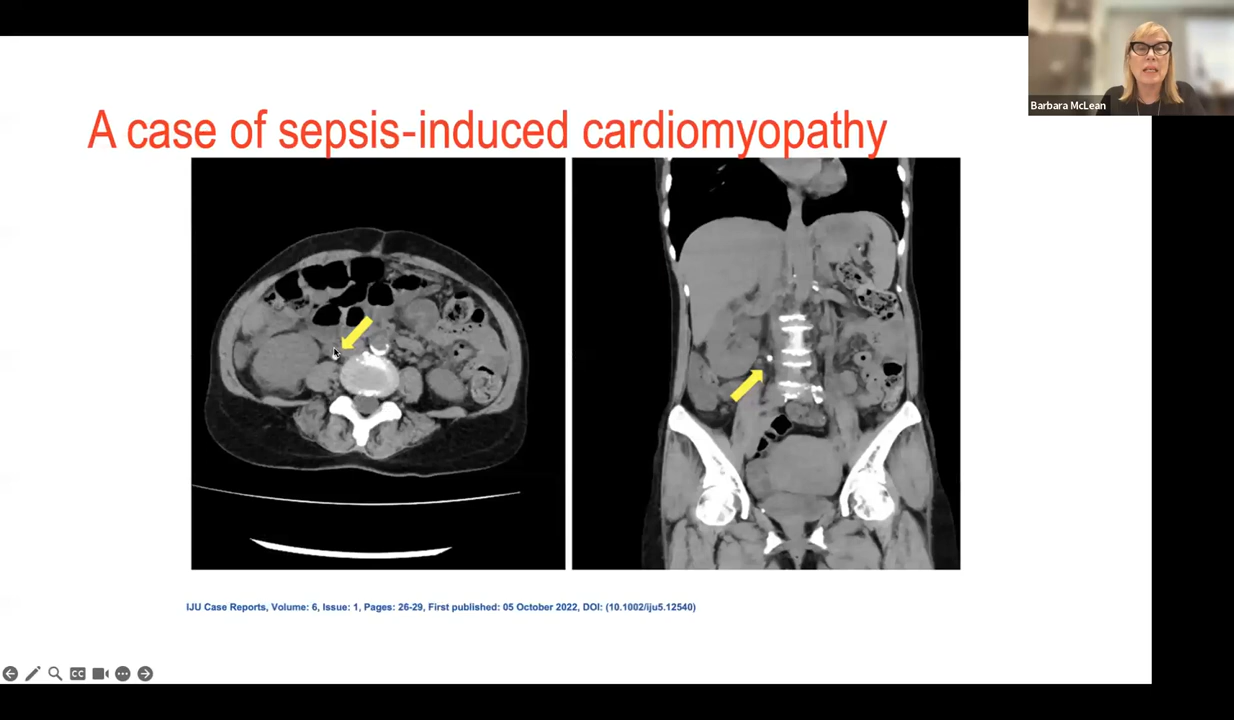 Barbara McLean
A case of sepsis-induced cardiomyopathy
IJU Case Reports, Volume: 6, Issue: 1, Pages: 26-29, First published: 05 October 2022, DOI: (10.1002/iju5.12540)
CC